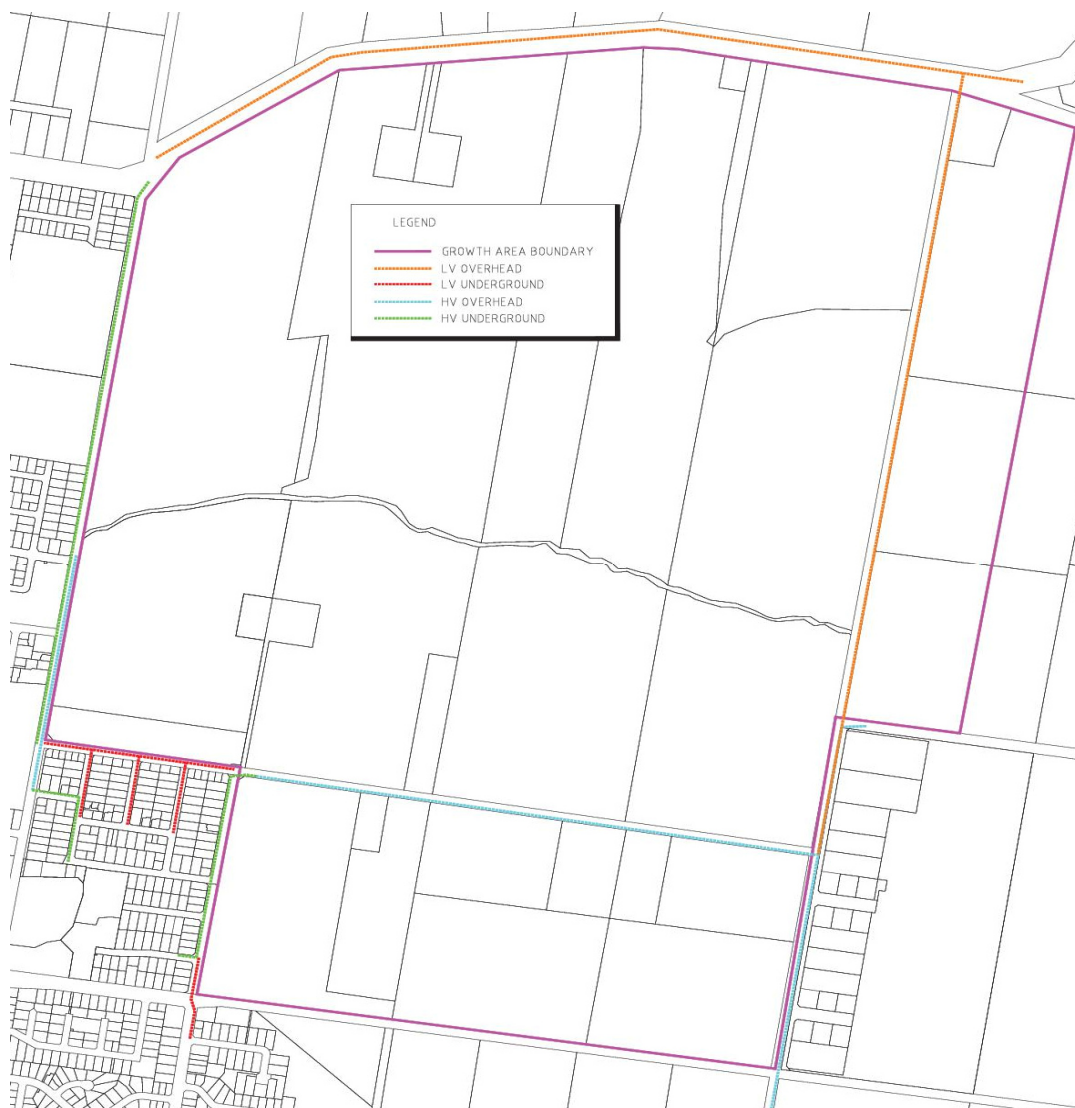 LEGEND
GROWTH AREA BOUNDARY
LV OVERHEAD
LV UNDERGROUND
HV OVERHEAD
HV UNDERGROUND